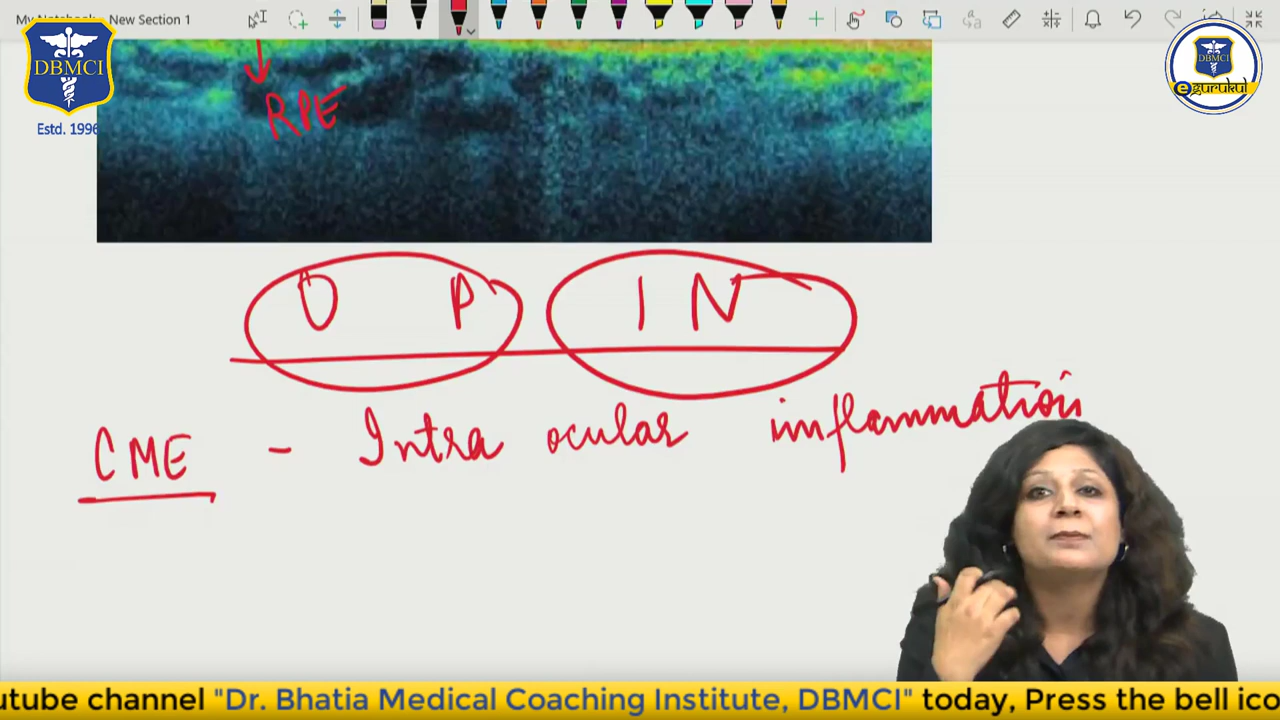 My Notebook - New Section 1
DBMCI
Estd. 1996
eGurukul
RPE
O P I N
CME - Intra ocular inflammation
utube channel "Dr. Bhatia Medical Coaching Institute, DBMCI" today, Press the bell ico